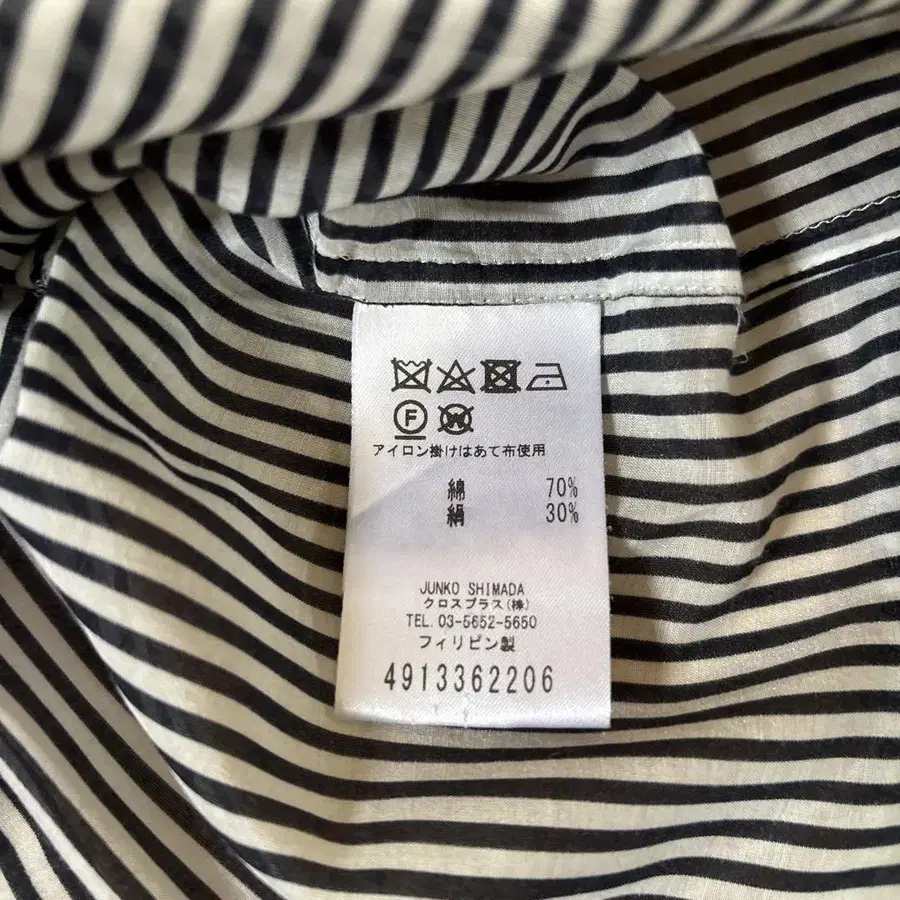 F W
アイロン掛けはあて布使用
綿 70%
絹 30%
JUNKO SHIMADA
クロスプラス(株)
TEL. 03-5652-5650
フィリピン製
4913362206